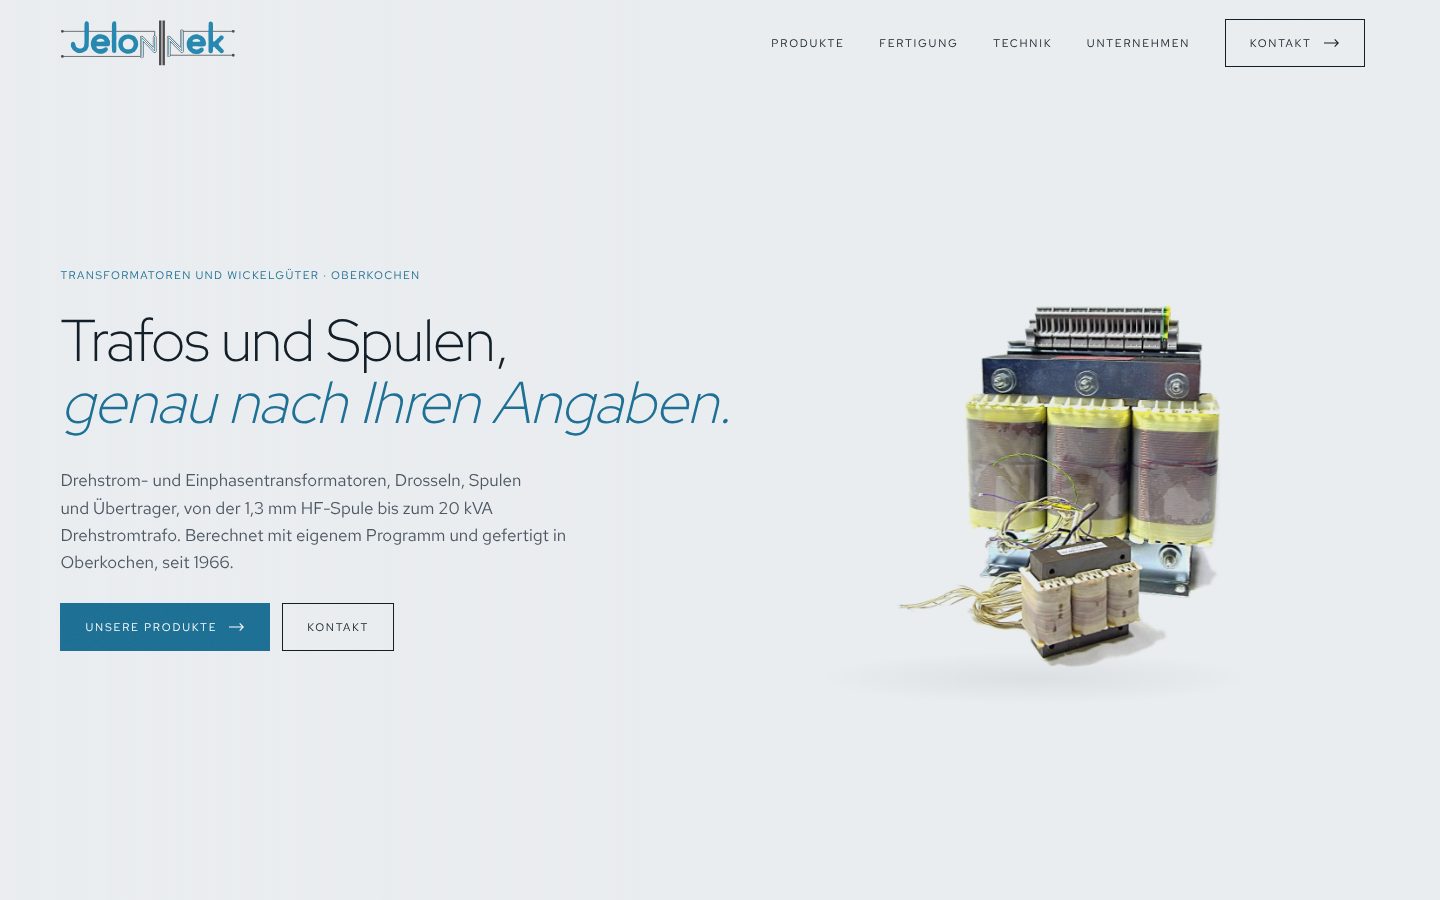 JeloNNek
PRODUKTE
FERTIGUNG
TECHNIK
UNTERNEHMEN
KONTAKT
TRANSFORMATOREN UND WICKELGÜTER · OBERKOCHEN
Trafos und Spulen,
genau nach Ihren Angaben.
Drehstrom- und Einphasentransformatoren, Drosseln, Spulen
und Übertrager, von der 1,3 mm HF-Spule bis zum 20 kVA
Drehstromtrafo. Berechnet mit eigenem Programm und gefertigt in
Oberkochen, seit 1966.
UNSERE PRODUKTE
KONTAKT